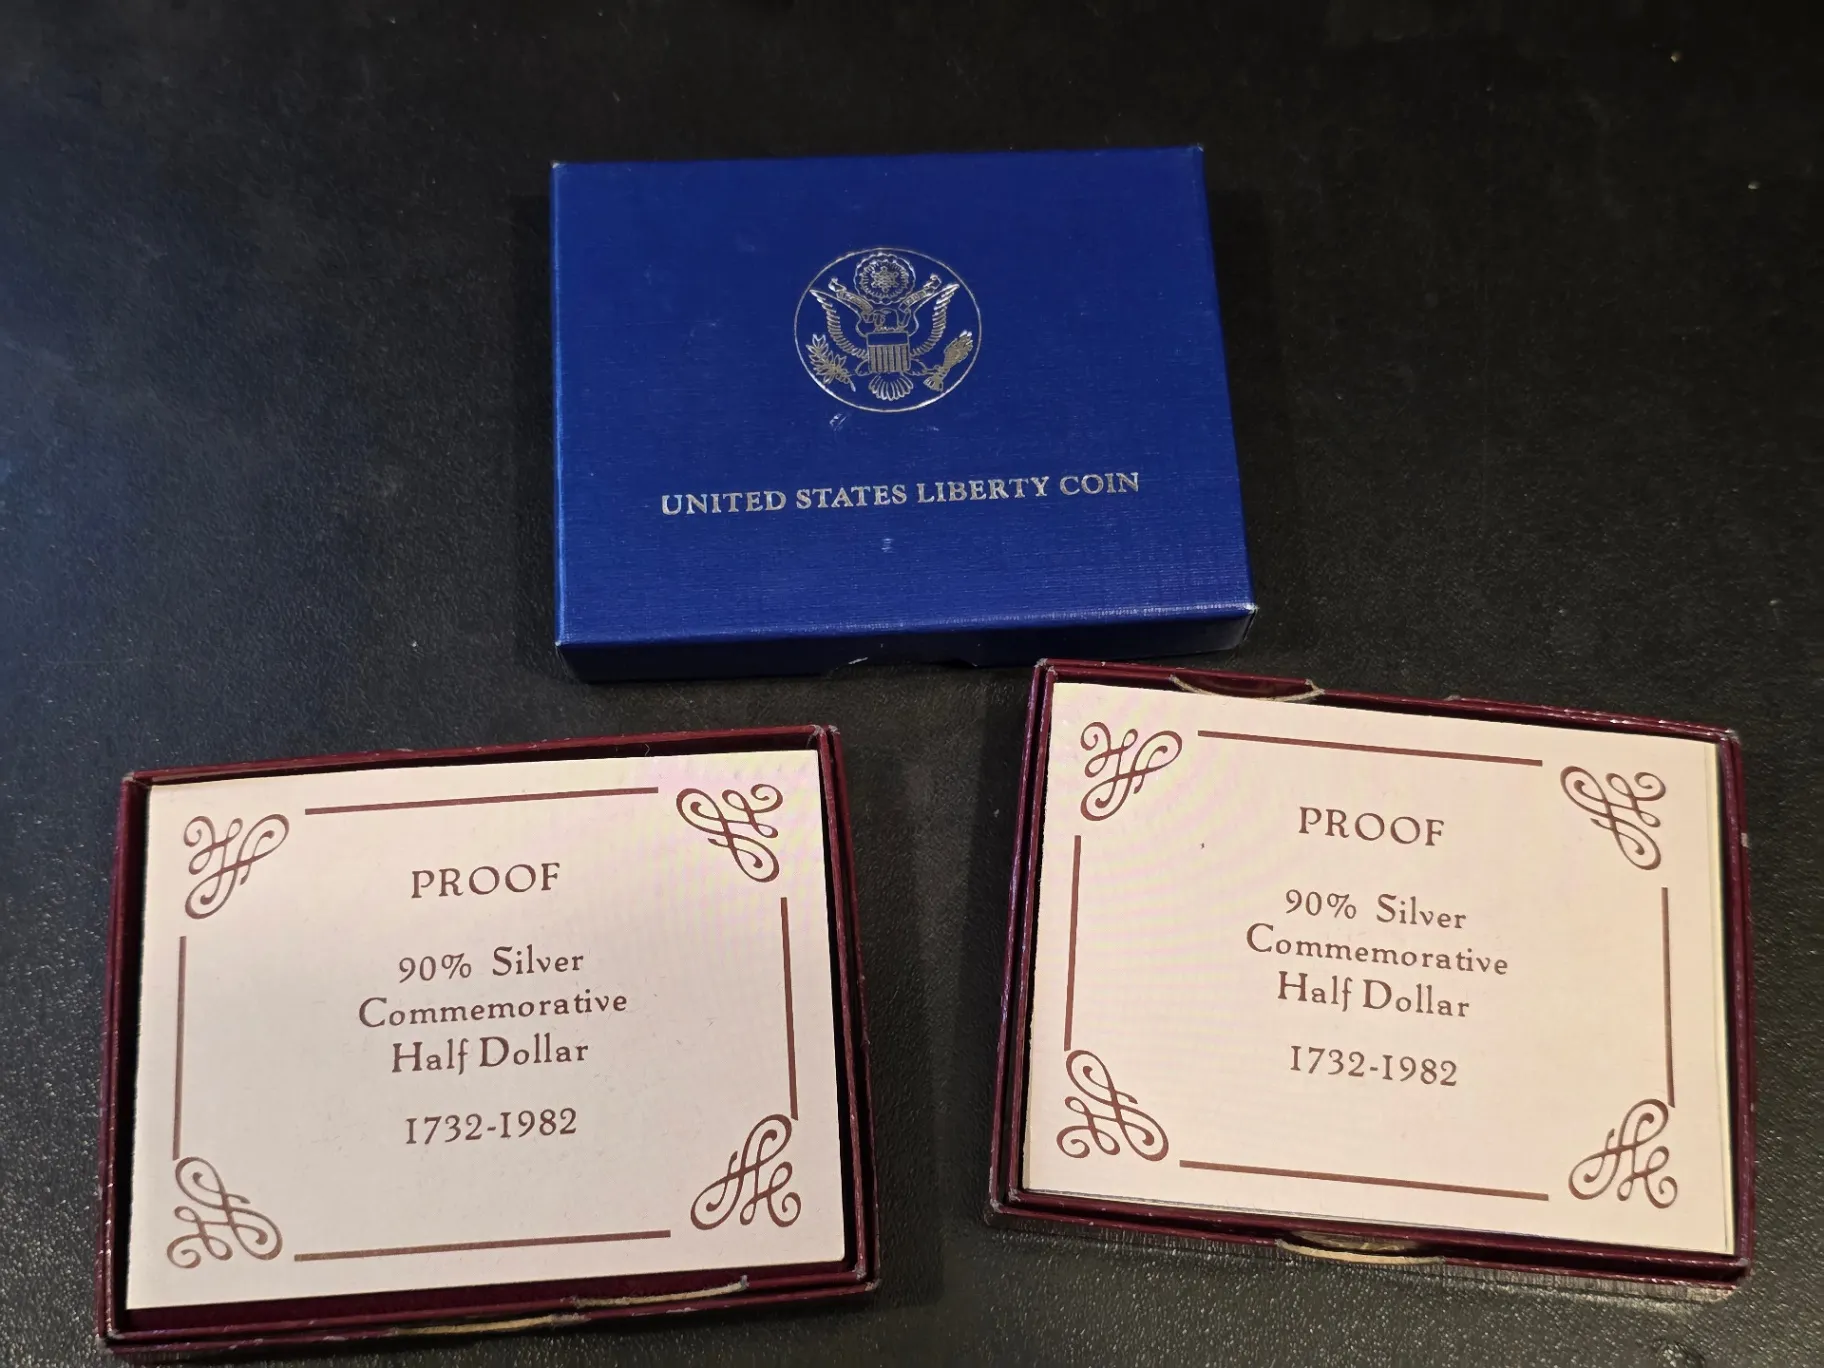 UNITED STATES LIBERTY COIN
PROOF
90% Silver
Commemorative
Half Dollar
1732-1982
PROOF
90% Silver
Commemorative
Half Dollar
1732-1982